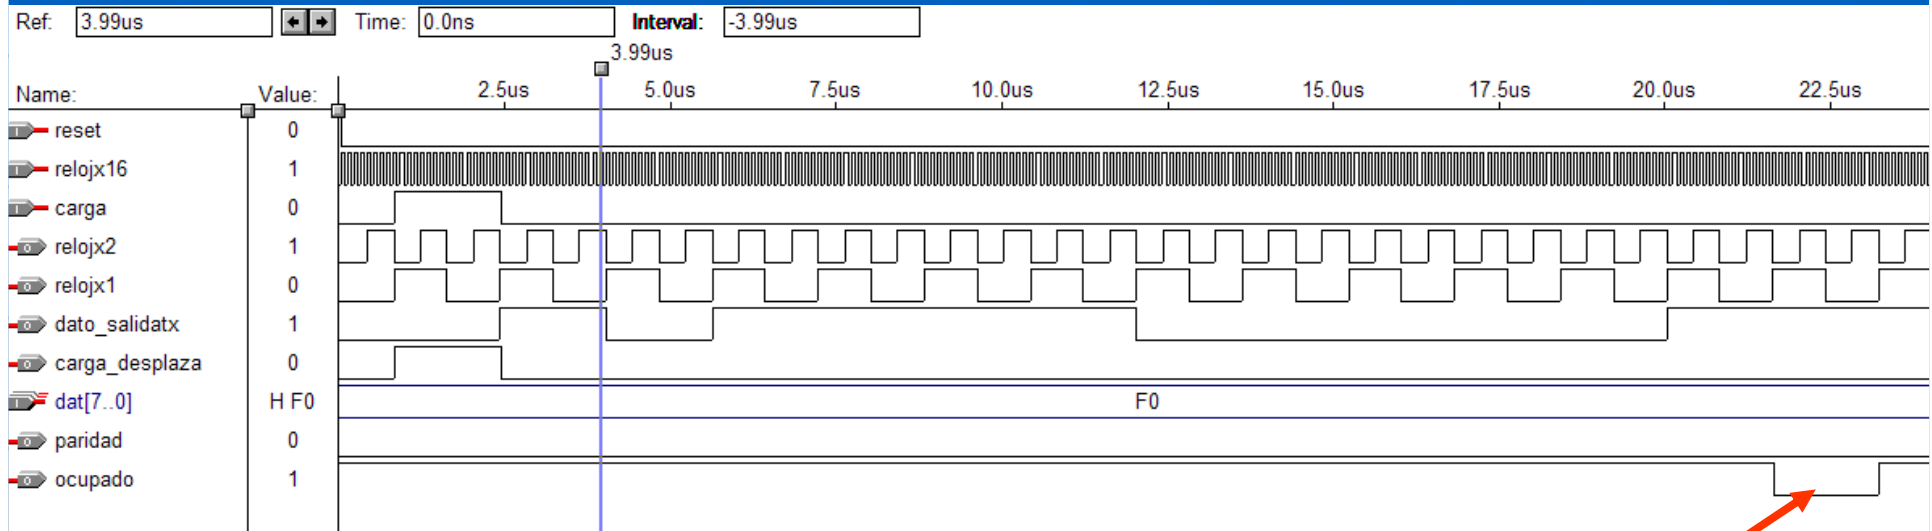 Ref: 3.99us Time: 0.0ns Interval: -3.99us
3.99us
Name: Value: 2.5us 5.0us 7.5us 10.0us 12.5us 15.0us 17.5us 20.0us 22.5us
reset 0
relojx16 1
carga 0
relojx2 1
relojx1 0
dato_salidatx 1
carga_desplaza 0
dat[7..0] H F0 F0
paridad 0
ocupado 1